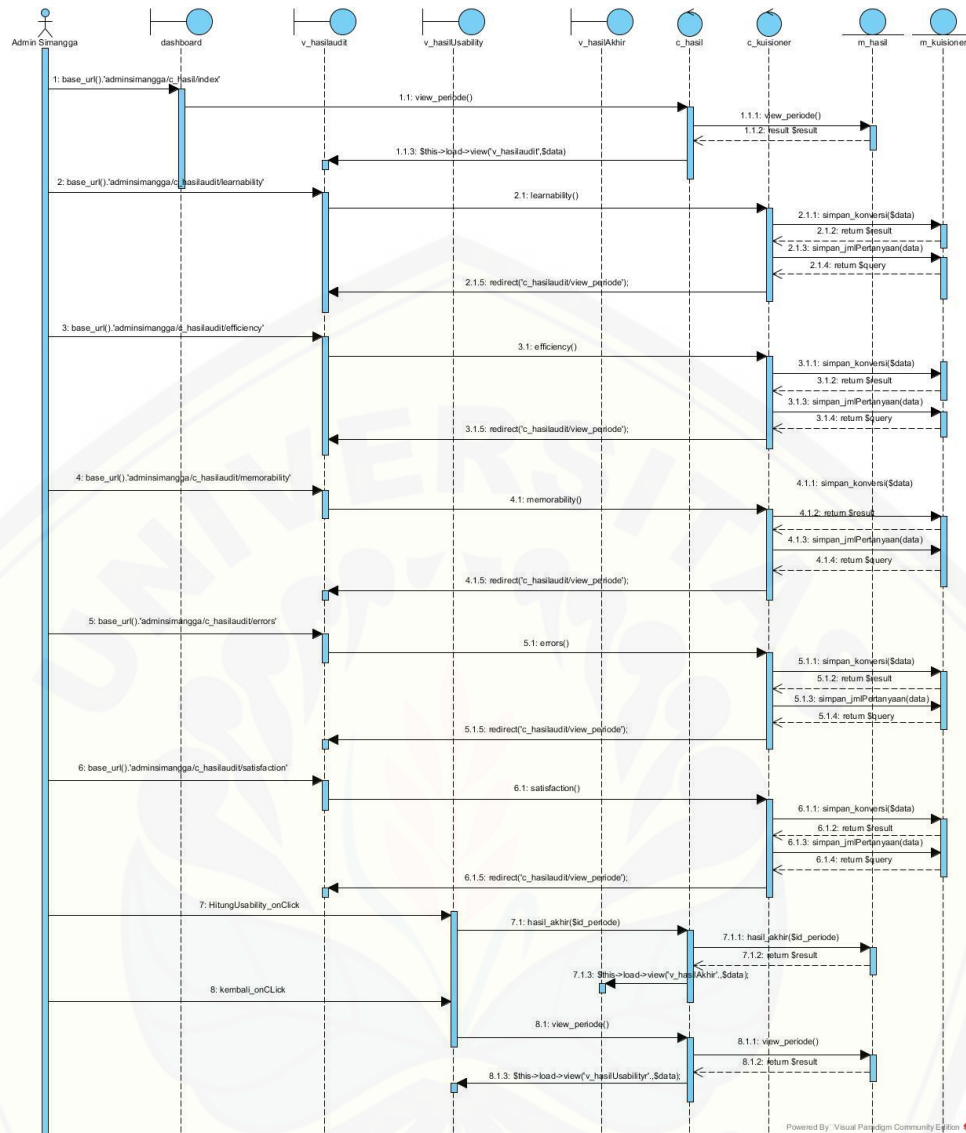 Admin Simangga
dashboard
v_hasilaudit
v_hasilUsability
v_hasilAkhir
c_hasil
c_kuisioner
m_hasil
m_kuisioner
1: base_url().'adminsimangga/c_hasil/index'
1.1: view_periode()
1.1.1: view_periode()
1.1.2: result $result
1.1.3: $this->load->view('v_hasilaudit',$data)
2: base_url().'adminsimangga/c_hasilaudit/learnability'
2.1: learnability()
2.1.1: simpan_konversi($data)
2.1.2: return $result
2.1.3: simpan_jmlPertanyaan(data)
2.1.4: return $query
2.1.5: redirect('c_hasilaudit/view_periode');
3: base_url().'adminsimangga/c_hasilaudit/efficiency'
3.1: efficiency()
3.1.1: simpan_konversi($data)
3.1.2: return $result
3.1.3: simpan_jmlPertanyaan(data)
3.1.4: return $query
3.1.5: redirect('c_hasilaudit/view_periode');
4: base_url().'adminsimangga/c_hasilaudit/memorability'
4.1.1: simpan_konversi($data)
4.1: memorability()
4.1.2: return $result
4.1.3: simpan_jmlPertanyaan(data)
4.1.4: return $query
4.1.5: redirect('c_hasilaudit/view_periode');
5: base_url().'adminsimangga/c_hasilaudit/errors'
5.1: errors()
5.1.1: simpan_konversi($data)
5.1.2: return $result
5.1.3: simpan_jmlPertanyaan(data)
5.1.4: return $query
5.1.5: redirect('c_hasilaudit/view_periode');
6: base_url().'adminsimangga/c_hasilaudit/satisfaction'
6.1: satisfaction()
6.1.1: simpan_konversi($data)
6.1.2: return $result
6.1.3: simpan_jmlPertanyaan(data)
6.1.4: return $query
6.1.5: redirect('c_hasilaudit/view_periode');
7: HitungUsability_onClick
7.1: hasil_akhir($id_periode)
7.1.1: hasil_akhir($id_periode)
7.1.2: return $result
7.1.3: $this->load->view('v_hasilAkhir'.,$data);
8: kembali_onCLick
8.1: view_periode()
8.1.1: view_periode()
8.1.2: return $result
8.1.3: $this->load->view('v_hasilUsabilityr'.,$data);
UNIVERSITAS
Powered By Visual Paradigm Community Edition